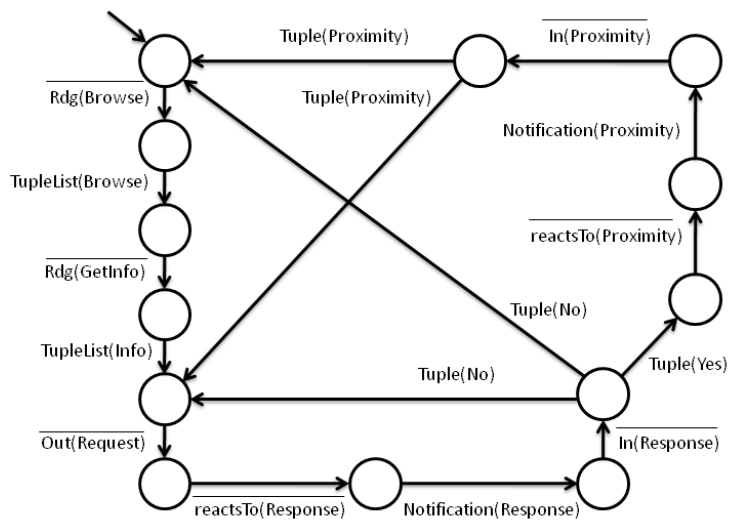 Tuple(Proximity)
In(Proximity)
Rdg(Browse)
Tuple(Proximity)
Notification(Proximity)
TupleList(Browse)
reactsTo(Proximity)
Rdg(GetInfo)
Tuple(No)
TupleList(Info)
Tuple(Yes)
Tuple(No)
Out(Request)
In(Response)
reactsTo(Response)
Notification(Response)